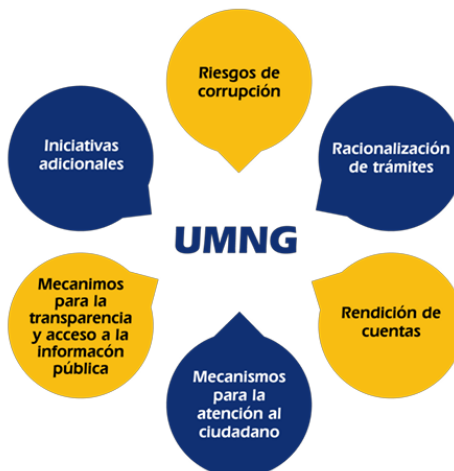 Riesgos de
corrupción
Iniciativas
adicionales
Racionalización
de trámites
UMNG
Mecanimos
para la
transparencia
y acceso a la
informacón
pública
Rendición de
cuentas
Mecanismos
para la
atención al
ciudadano